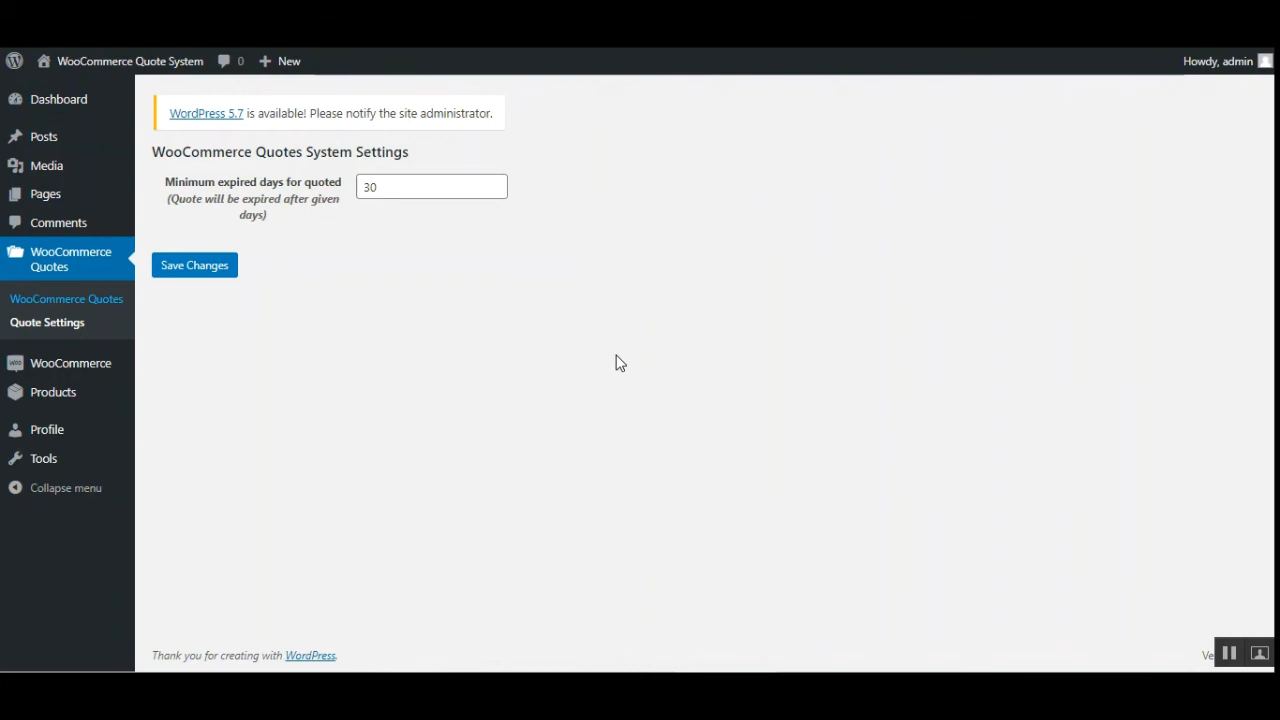 WooCommerce Quote System 0 New Howdy, admin
Dashboard
Posts
Media
Pages
Comments
WooCommerce
Quotes
WooCommerce Quotes
Quote Settings
WooCommerce
Products
Profile
Tools
Collapse menu
WordPress 5.7 is available! Please notify the site administrator.
WooCommerce Quotes System Settings
Minimum expired days for quoted
(Quote will be expired after given
days)
30
Save Changes
Thank you for creating with WordPress.